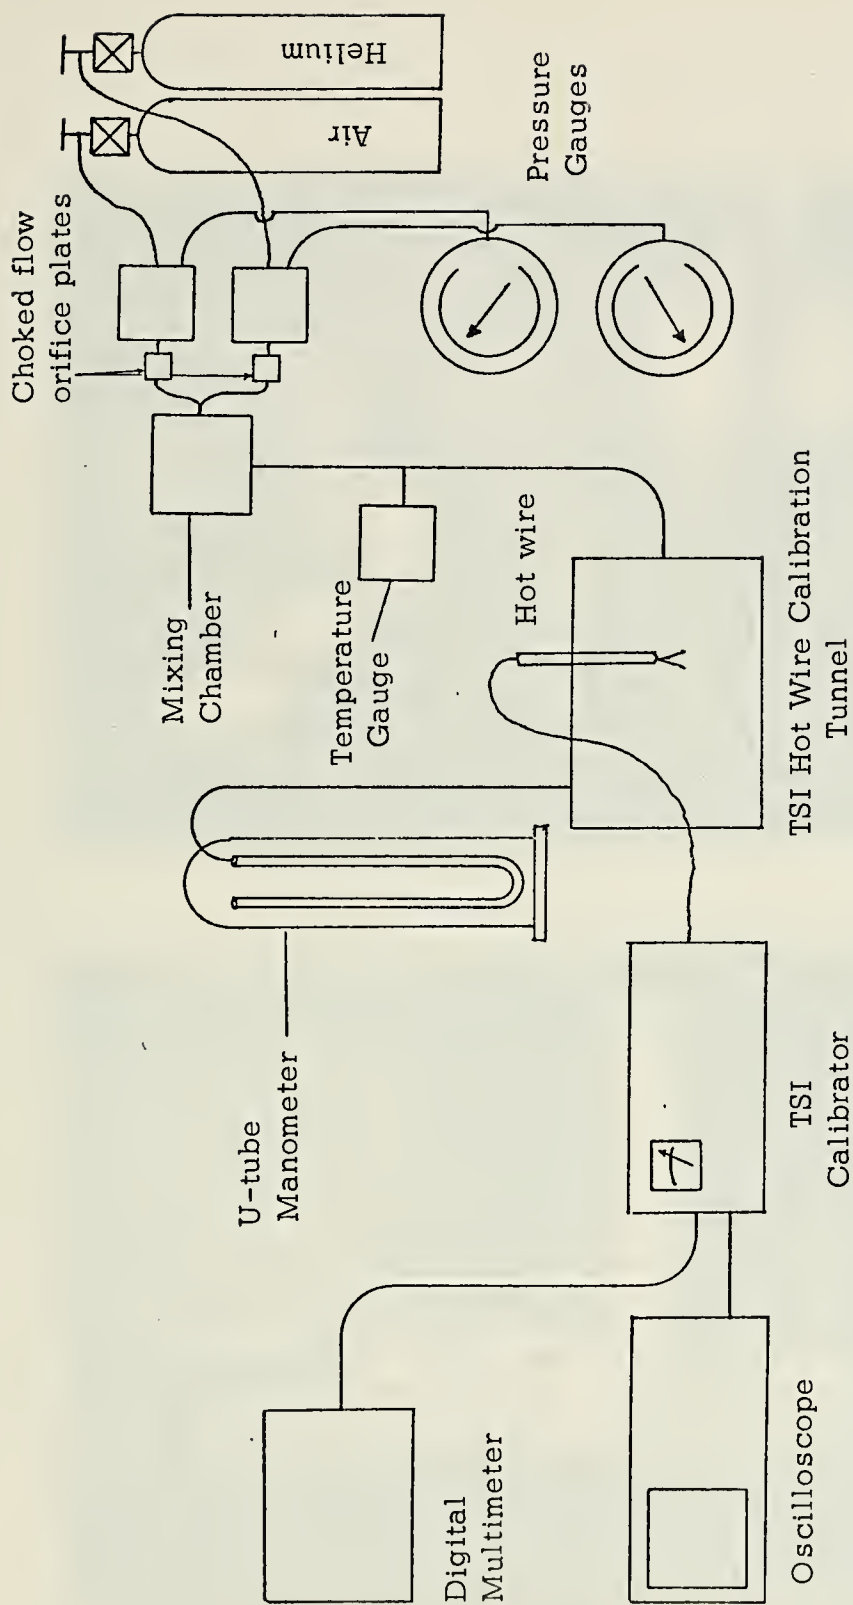 Choked flow
orifice plates
Helium
Air
Pressure
Gauges
Mixing
Chamber
Temperature
Gauge
Hot wire
TSI Hot Wire Calibration
Tunnel
U-tube
Manometer
TSI
Calibrator
Digital
Multimeter
Oscilloscope